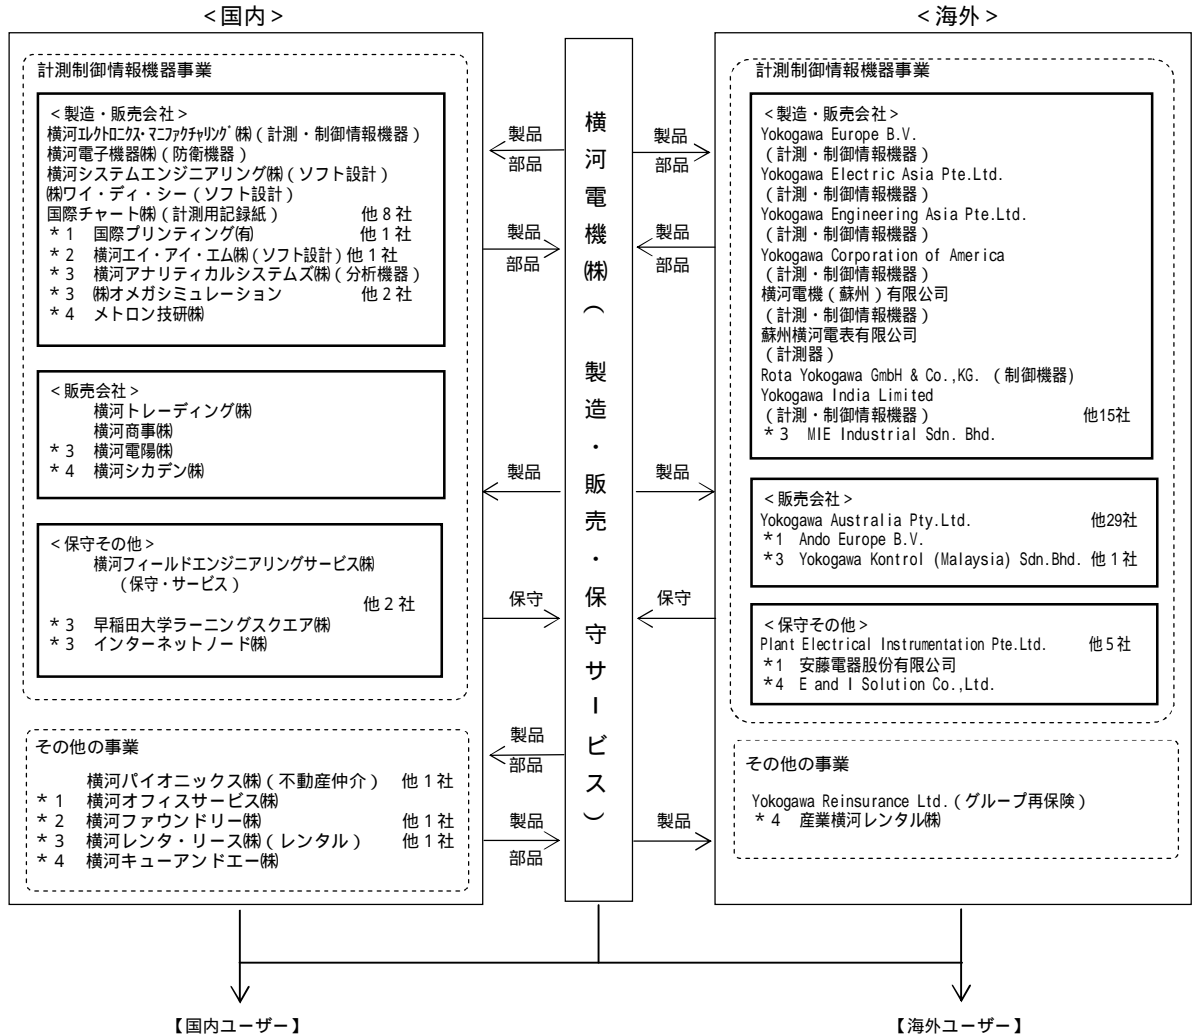 <国内>
計測制御情報機器事業
<製造・販売会社>
横河エレクトロニクス・マニファクチャリング㈱(計測・制御情報機器)
横河電子機器㈱(防衛機器)
横河システムエンジニアリング㈱(ソフト設計)
㈱ワイ・ディ・シー(ソフト設計)
国際チャート㈱(計測用記録紙) 他8社
*1 国際プリンティング㈲ 他1社
*2 横河エイ・アイ・エム㈱(ソフト設計)他1社
*3 横河アナリティカルシステムズ㈱(分析機器)
*3 ㈱オメガシミュレーション 他2社
*4 メトロン技研㈱
<販売会社>
横河トレーディング㈱
横河商事㈱
*3 横河電陽㈱
*4 横河シカデン㈱
<保守その他>
横河フィールドエンジニアリングサービス㈱
(保守・サービス)
他2社
*3 早稲田大学ラーニングスクエア㈱
*3 インターネットノード㈱
その他の事業
横河パイオニックス㈱(不動産仲介) 他1社
*1 横河オフィスサービス㈱
*2 横河ファウンドリー㈱ 他1社
*3 横河レンタ・リース㈱(レンタル) 他1社
*4 横河キューアンドエー㈱
製品
部品
製品
部品
製品
保守
製品
部品
製品
部品
横河電機㈱(製造・販売・保守サービス)
製品
部品
製品
部品
製品
保守
製品
<海外>
計測制御情報機器事業
<製造・販売会社>
Yokogawa Europe B.V.
(計測・制御情報機器)
Yokogawa Electric Asia Pte.Ltd.
(計測・制御情報機器)
Yokogawa Engineering Asia Pte.Ltd.
(計測・制御情報機器)
Yokogawa Corporation of America
(計測・制御情報機器)
横河電機(蘇州)有限公司
(計測・制御情報機器)
蘇州横河電表有限公司
(計測器)
Rota Yokogawa GmbH & Co.,KG. (制御機器)
Yokogawa India Limited
(計測・制御情報機器) 他15社
*3 MIE Industrial Sdn. Bhd.
<販売会社>
Yokogawa Australia Pty.Ltd. 他29社
*1 Ando Europe B.V.
*3 Yokogawa Kontrol (Malaysia) Sdn.Bhd. 他1社
<保守その他>
Plant Electrical Instrumentation Pte.Ltd. 他5社
*1 安藤電器股份有限公司
*4 E and I Solution Co.,Ltd.
その他の事業
Yokogawa Reinsurance Ltd.(グループ再保険)
*4 産業横河レンタル㈱
【国内ユーザー】
【海外ユーザー】